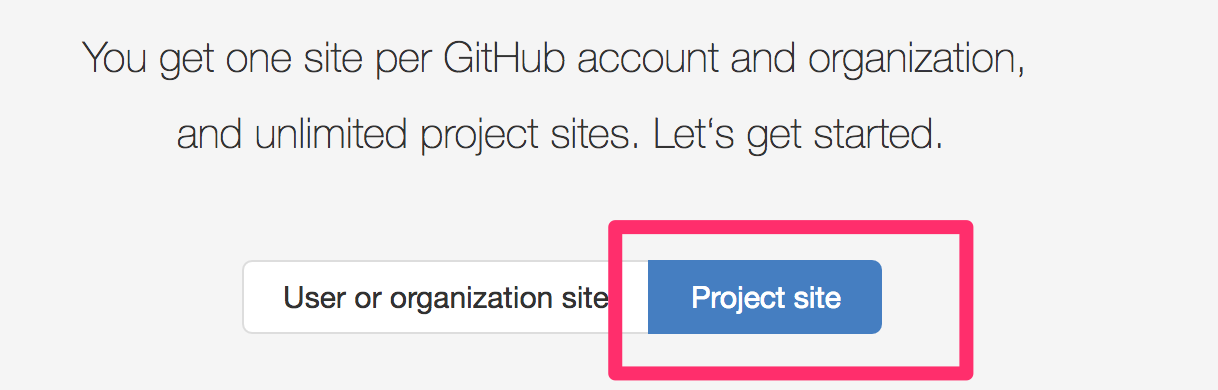 You get one site per GitHub account and organization,
and unlimited project sites. Let‘s get started.
User or organization site
Project site